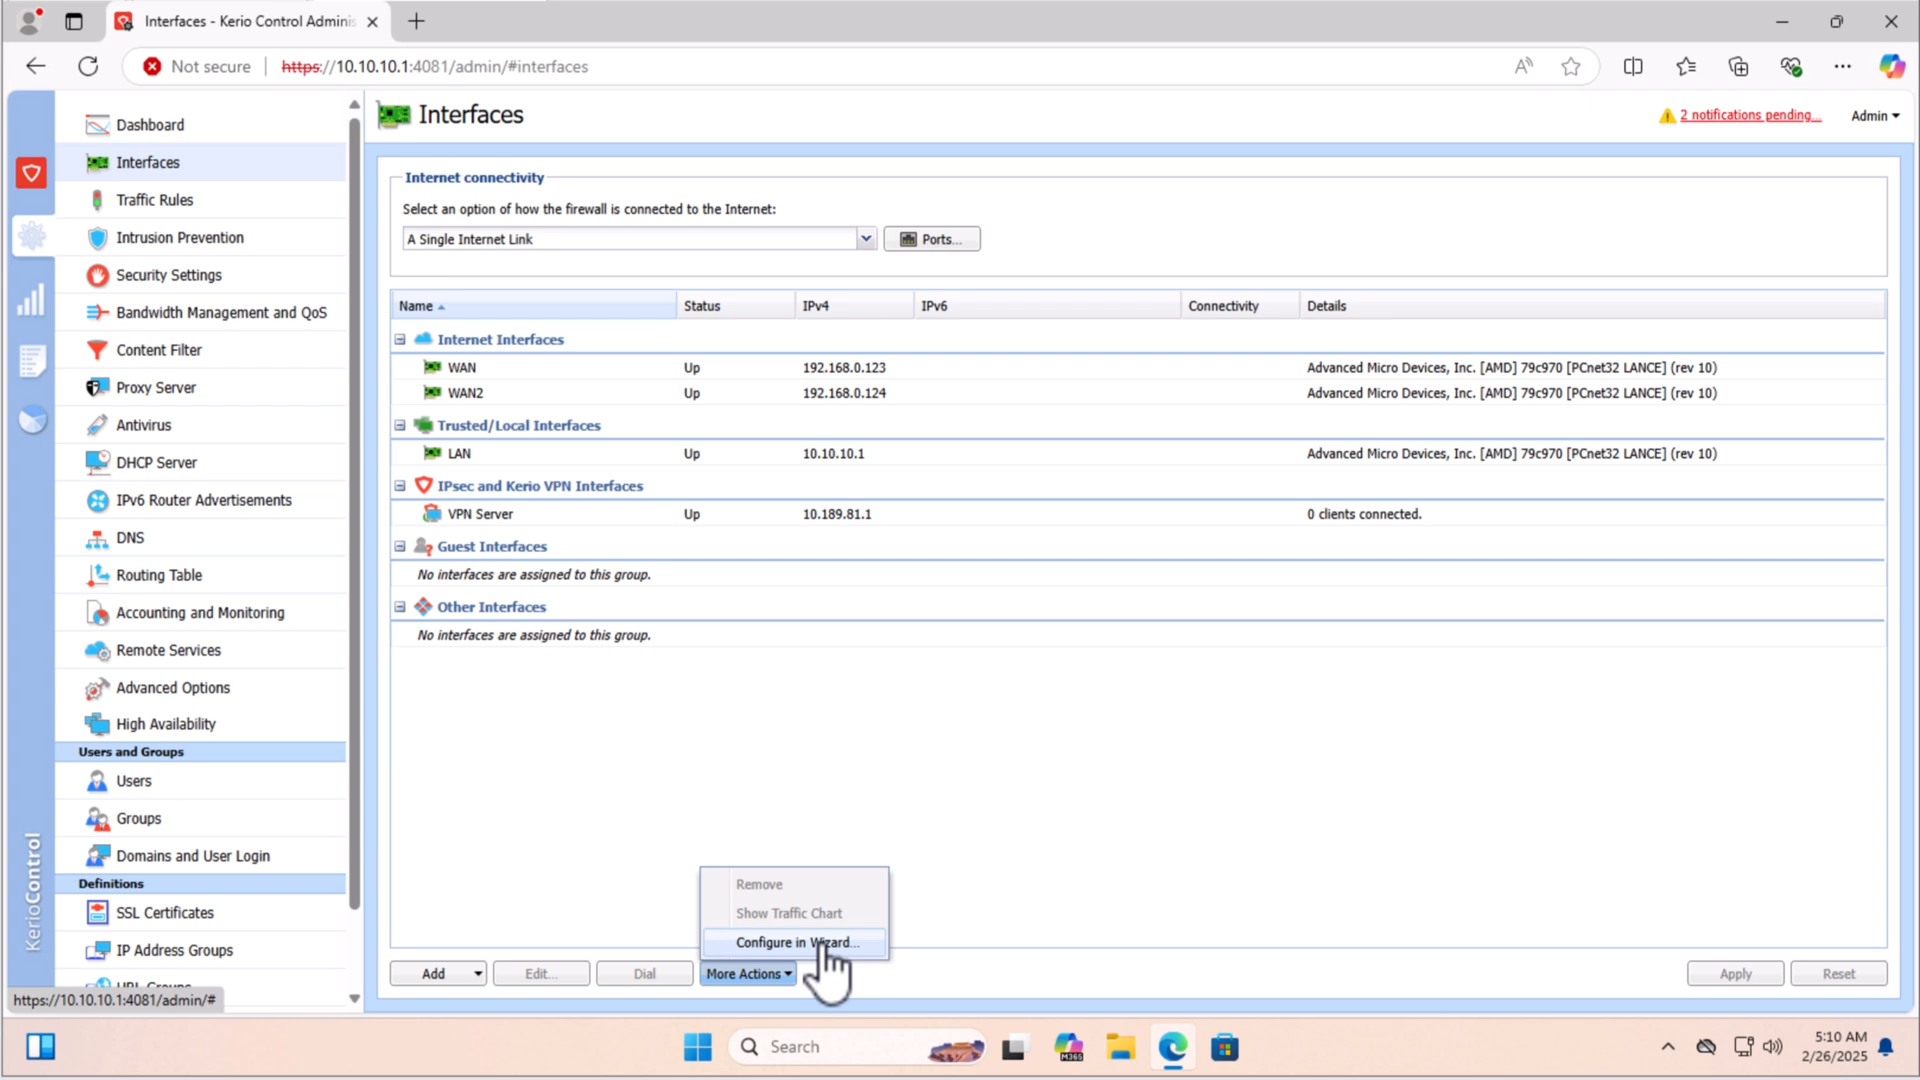 Interfaces - Kerio Control Adminis
Not secure
https://10.10.10.1:4081/admin/#interfaces
Dashboard
Interfaces
Traffic Rules
Intrusion Prevention
Security Settings
Bandwidth Management and QoS
Content Filter
Proxy Server
Antivirus
DHCP Server
IPv6 Router Advertisements
DNS
Routing Table
Accounting and Monitoring
Remote Services
Advanced Options
High Availability
Users and Groups
Users
Groups
Domains and User Login
Definitions
SSL Certificates
IP Address Groups
URL Groups
KerioControl
https://10.10.10.1:4081/admin/#
Interfaces
2 notifications pending...
Admin
Internet connectivity
Select an option of how the firewall is connected to the Internet:
A Single Internet Link
Ports...
Name Status IPv4 IPv6 Connectivity Details
Internet Interfaces
WAN Up 192.168.0.123 Advanced Micro Devices, Inc. [AMD] 79c970 [PCnet32 LANCE] (rev 10)
WAN2 Up 192.168.0.124 Advanced Micro Devices, Inc. [AMD] 79c970 [PCnet32 LANCE] (rev 10)
Trusted/Local Interfaces
LAN Up 10.10.10.1 Advanced Micro Devices, Inc. [AMD] 79c970 [PCnet32 LANCE] (rev 10)
IPsec and Kerio VPN Interfaces
VPN Server Up 10.189.81.1 0 clients connected.
Guest Interfaces
No interfaces are assigned to this group.
Other Interfaces
No interfaces are assigned to this group.
Remove
Show Traffic Chart
Configure in Wizard...
Add Edit... Dial More Actions Apply Reset
Search
M365
5:10 AM
2/26/2025